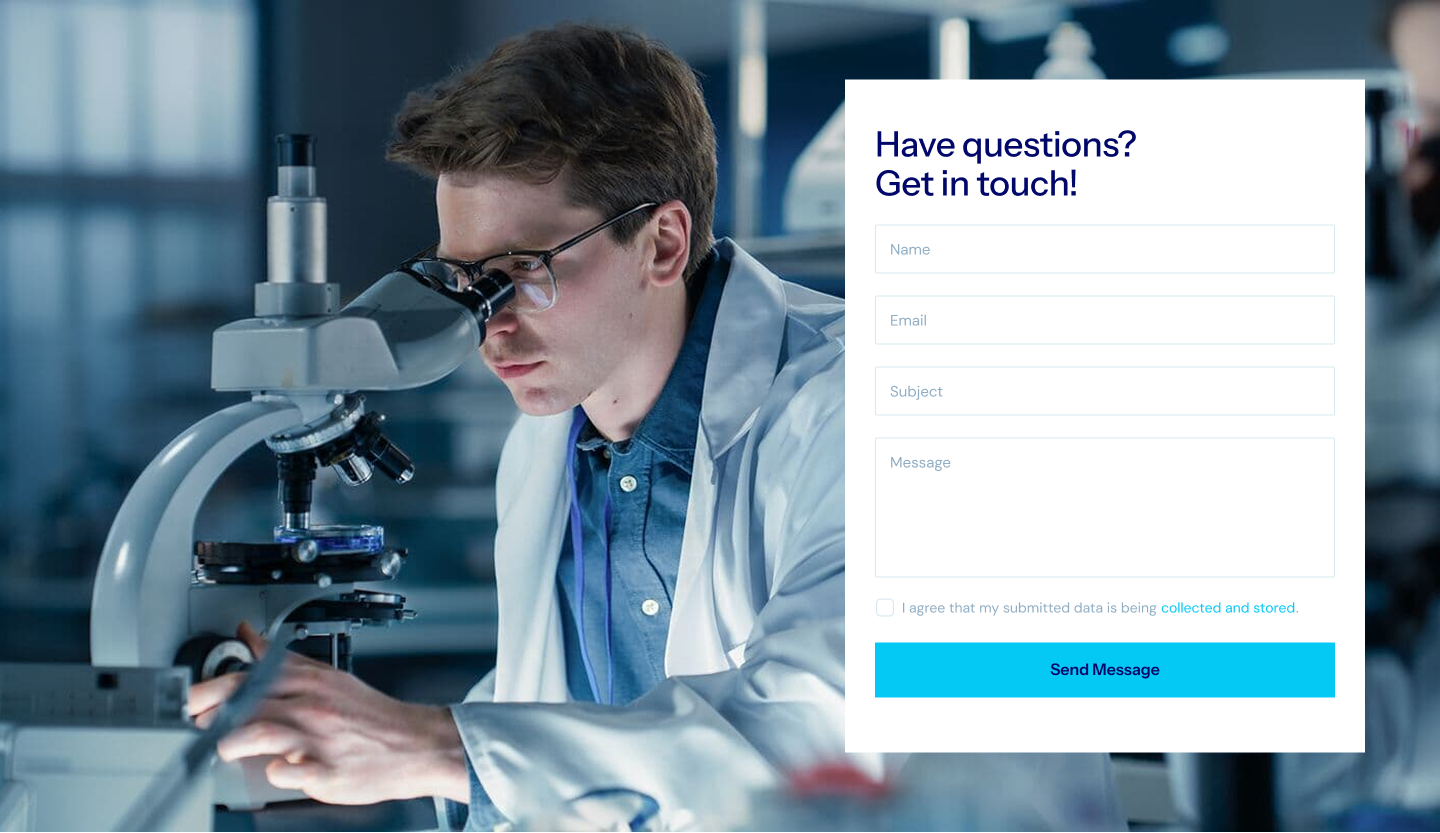 Have questions?
Get in touch!
Name
Email
Subject
Message
I agree that my submitted data is being collected and stored.
Send Message